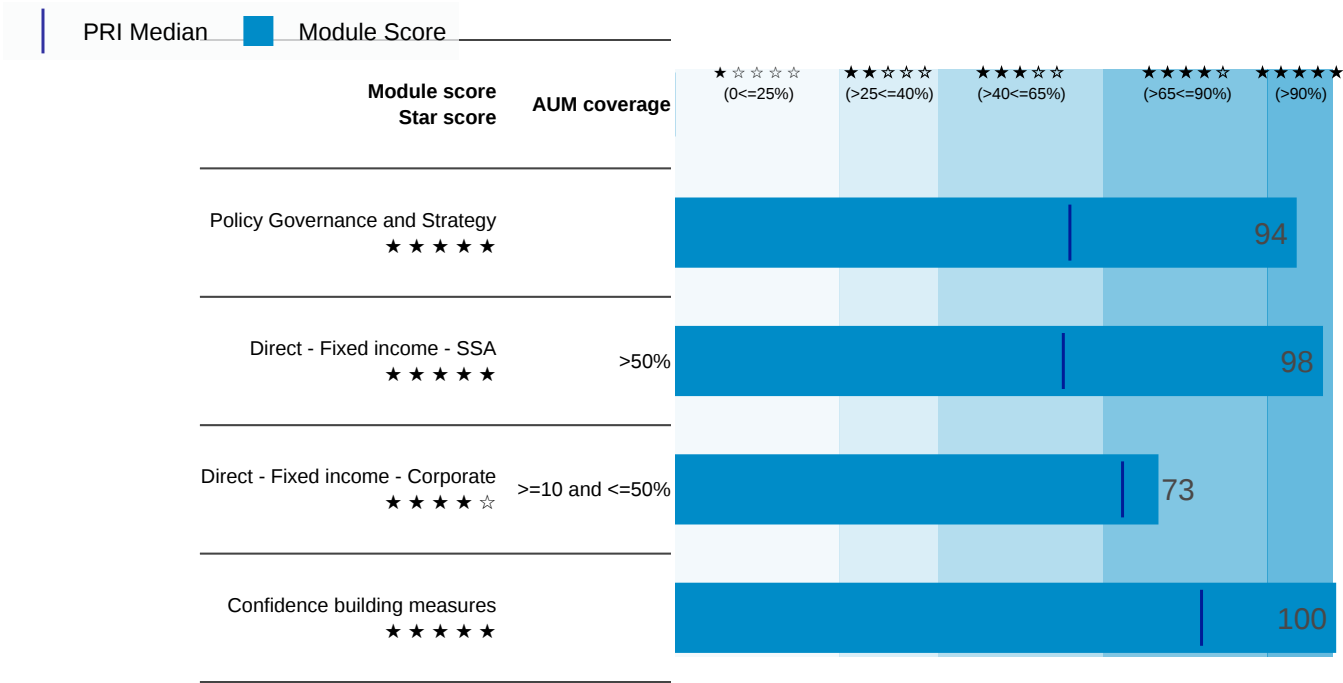 PRI Median Module Score
★☆☆☆☆ ★★☆☆☆ ★★★☆☆ ★★★★☆ ★★★★★
(0<=25%) (>25<=40%) (>40<=65%) (>65<=90%) (>90%)
Module score
Star score
AUM coverage
Policy Governance and Strategy
★★★★★
94
Direct - Fixed income - SSA
★★★★★
>50%
98
Direct - Fixed income - Corporate
★★★★☆
>=10 and <=50%
73
Confidence building measures
★★★★★
100